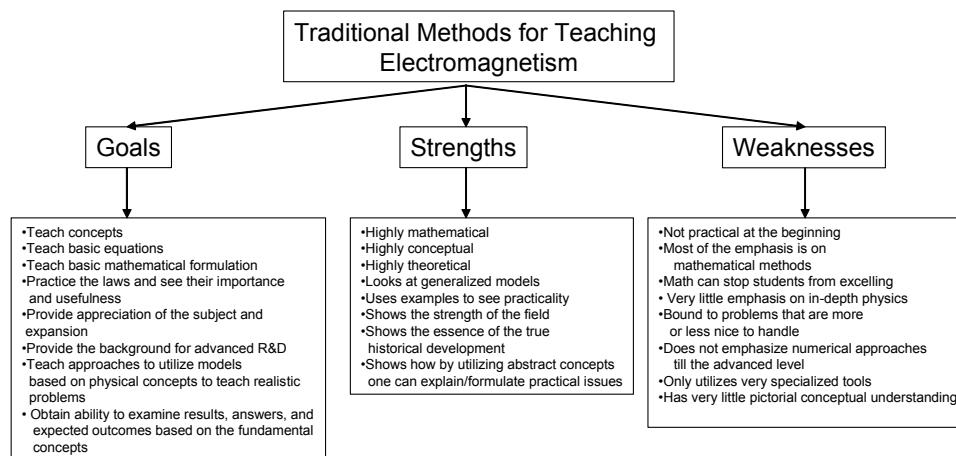 Traditional Methods for Teaching
Electromagnetism
Goals
•Teach concepts
•Teach basic equations
•Teach basic mathematical formulation
•Practice the laws and see their importance
and usefulness
•Provide appreciation of the subject and
expansion
•Provide the background for advanced R&D
•Teach approaches to utilize models
based on physical concepts to teach realistic
problems
• Obtain ability to examine results, answers, and
expected outcomes based on the fundamental
concepts
Strengths
•Highly mathematical
•Highly conceptual
•Highly theoretical
•Looks at generalized models
•Uses examples to see practicality
•Shows the strength of the field
•Shows the essence of the true
historical development
•Shows how by utilizing abstract concepts
one can explain/formulate practical issues
Weaknesses
•Not practical at the beginning
•Most of the emphasis is on
mathematical methods
•Math can stop students from excelling
• Very little emphasis on in-depth physics
•Bound to problems that are more
or less nice to handle
•Does not emphasize numerical approaches
till the advanced level
•Only utilizes very specialized tools
•Has very little pictorial conceptual understanding